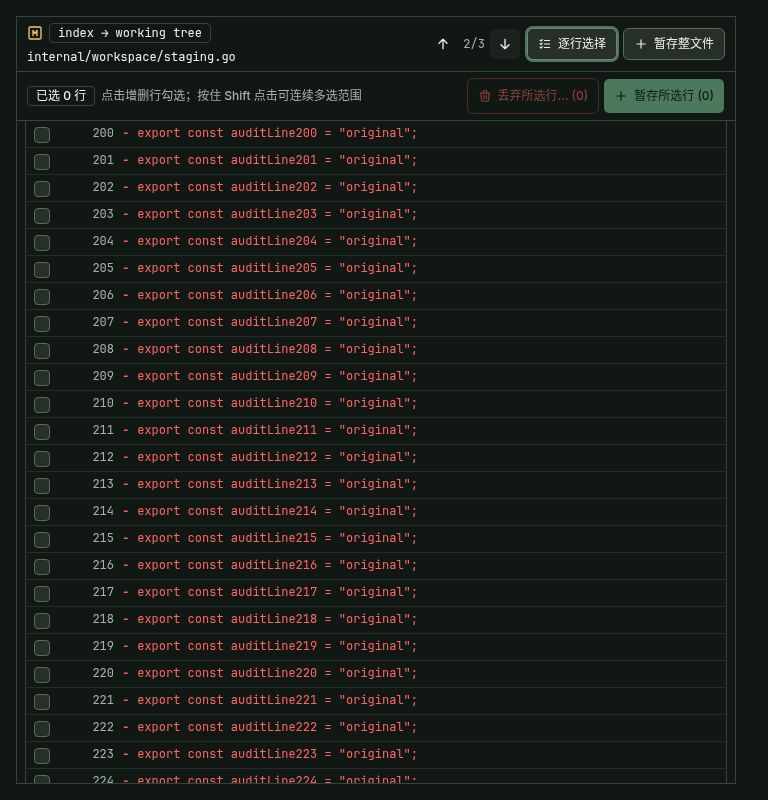 M index → working tree
internal/workspace/staging.go
2/3
逐行选择
暂存整文件
已选 0 行 点击增删行勾选；按住 Shift 点击可连续多选范围
丢弃所选行… (0)
暂存所选行 (0)
200 - export const auditLine200 = "original";
201 - export const auditLine201 = "original";
202 - export const auditLine202 = "original";
203 - export const auditLine203 = "original";
204 - export const auditLine204 = "original";
205 - export const auditLine205 = "original";
206 - export const auditLine206 = "original";
207 - export const auditLine207 = "original";
208 - export const auditLine208 = "original";
209 - export const auditLine209 = "original";
210 - export const auditLine210 = "original";
211 - export const auditLine211 = "original";
212 - export const auditLine212 = "original";
213 - export const auditLine213 = "original";
214 - export const auditLine214 = "original";
215 - export const auditLine215 = "original";
216 - export const auditLine216 = "original";
217 - export const auditLine217 = "original";
218 - export const auditLine218 = "original";
219 - export const auditLine219 = "original";
220 - export const auditLine220 = "original";
221 - export const auditLine221 = "original";
222 - export const auditLine222 = "original";
223 - export const auditLine223 = "original";
224 - export const auditLine224 = "original";